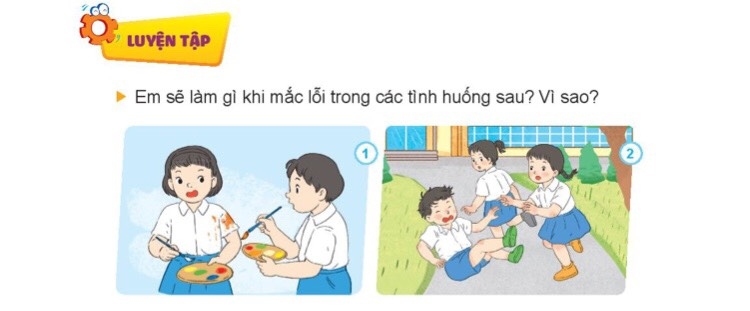 LUYỆN TẬP
Em sẽ làm gì khi mắc lỗi trong các tình huống sau? Vì sao?
1
2